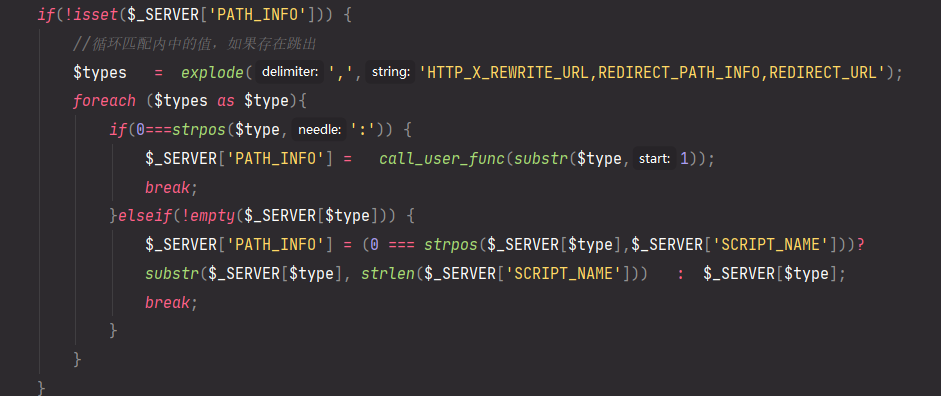 if(!isset($_SERVER['PATH_INFO'])) {
//循环匹配内中的值，如果存在跳出
$types   =  explode( delimiter: ',', string: 'HTTP_X_REWRITE_URL,REDIRECT_PATH_INFO,REDIRECT_URL');
foreach ($types as $type){
if(0===strpos($type, needle: ':')) {
$_SERVER['PATH_INFO'] =   call_user_func(substr($type, start: 1));
break;
}elseif(!empty($_SERVER[$type])) {
$_SERVER['PATH_INFO'] = (0 === strpos($_SERVER[$type],$_SERVER['SCRIPT_NAME']))?
substr($_SERVER[$type], strlen($_SERVER['SCRIPT_NAME']))   :  $_SERVER[$type];
break;
}
}
}